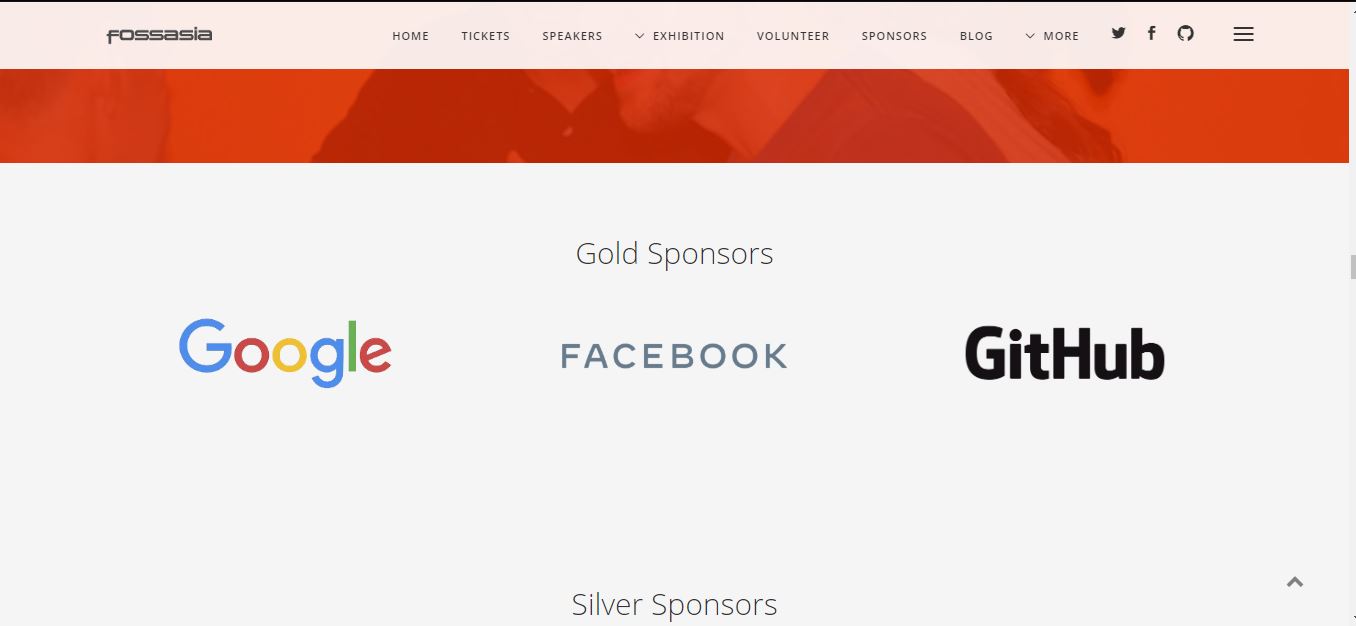 fossasia HOME TICKETS SPEAKERS EXHIBITION VOLUNTEER SPONSORS BLOG MORE
Gold Sponsors
Google FACEBOOK GitHub
Silver Sponsors